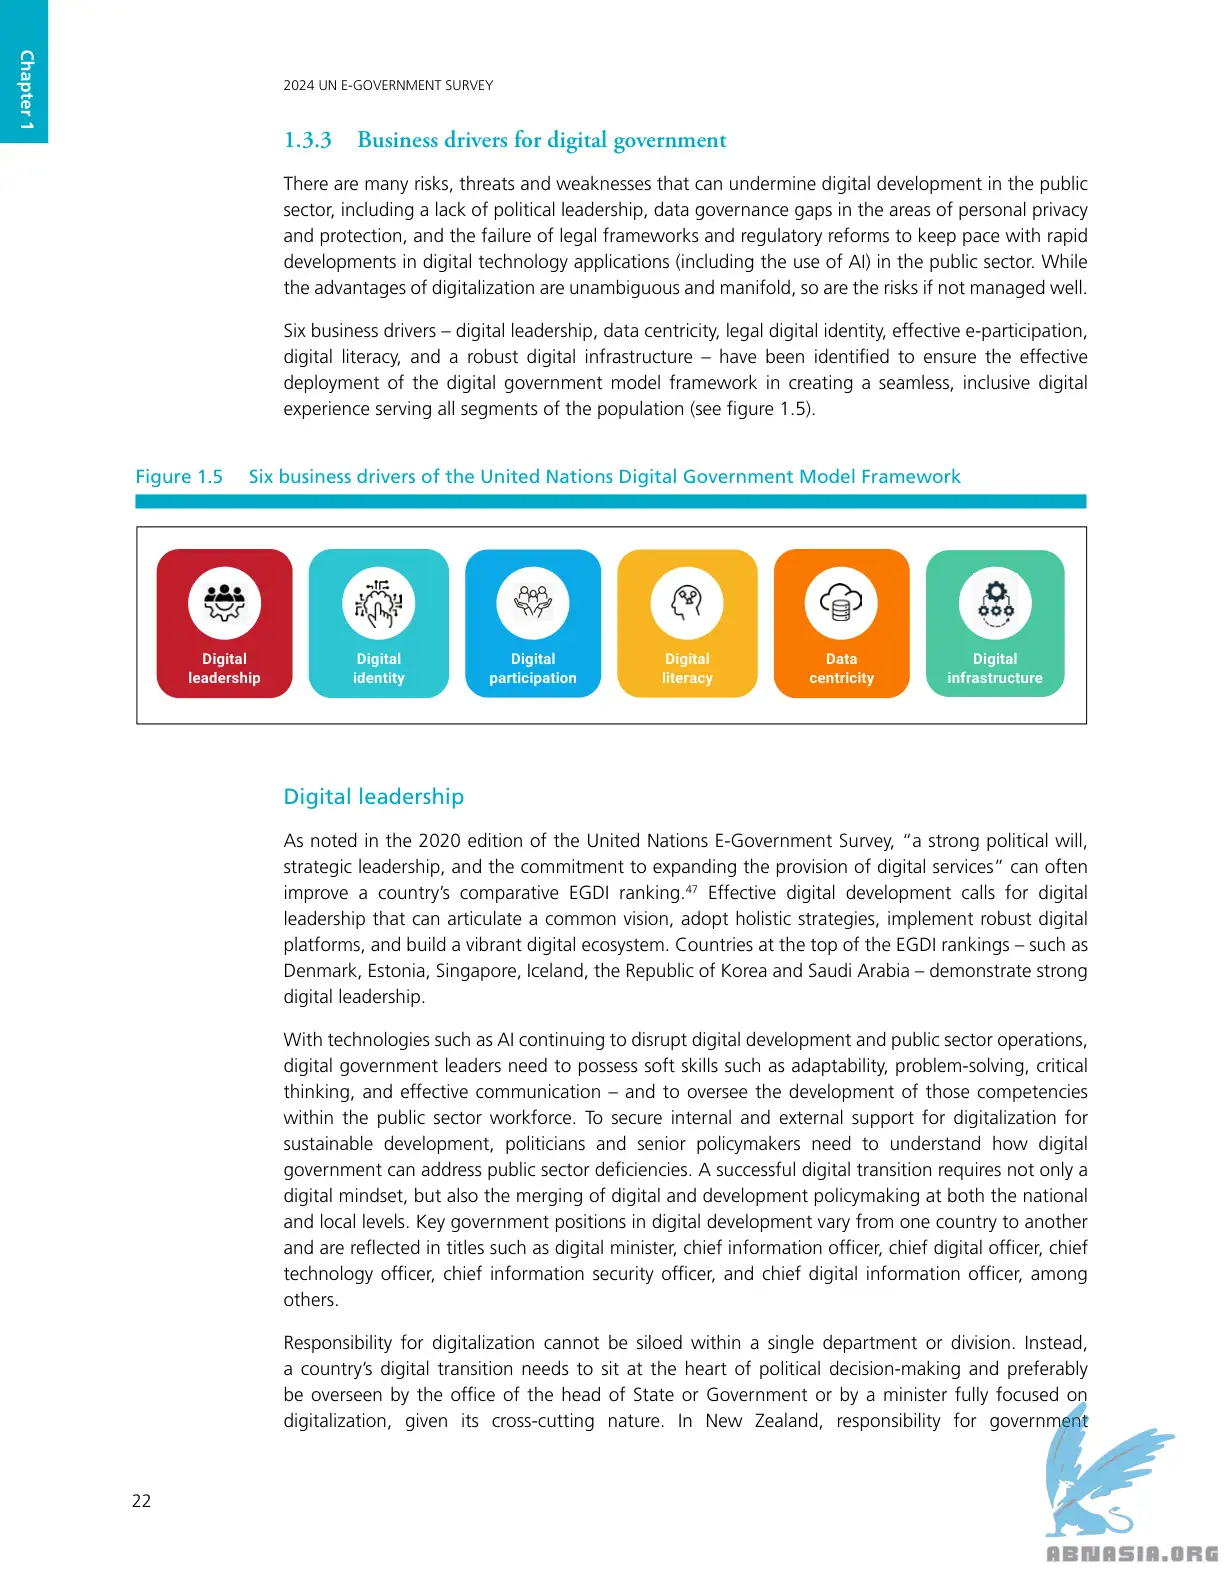 Chapter 1
2024 UN E-GOVERNMENT SURVEY
1.3.3 Business drivers for digital government
There are many risks, threats and weaknesses that can undermine digital development in the public
sector, including a lack of political leadership, data governance gaps in the areas of personal privacy
and protection, and the failure of legal frameworks and regulatory reforms to keep pace with rapid
developments in digital technology applications (including the use of AI) in the public sector. While
the advantages of digitalization are unambiguous and manifold, so are the risks if not managed well.
Six business drivers – digital leadership, data centricity, legal digital identity, effective e-participation,
digital literacy, and a robust digital infrastructure – have been identified to ensure the effective
deployment of the digital government model framework in creating a seamless, inclusive digital
experience serving all segments of the population (see figure 1.5).
Figure 1.5 Six business drivers of the United Nations Digital Government Model Framework
Digital
leadership
Digital
identity
Digital
participation
Digital
literacy
Data
centricity
Digital
infrastructure
Digital leadership
As noted in the 2020 edition of the United Nations E-Government Survey, “a strong political will,
strategic leadership, and the commitment to expanding the provision of digital services” can often
improve a country’s comparative EGDI ranking.47 Effective digital development calls for digital
leadership that can articulate a common vision, adopt holistic strategies, implement robust digital
platforms, and build a vibrant digital ecosystem. Countries at the top of the EGDI rankings – such as
Denmark, Estonia, Singapore, Iceland, the Republic of Korea and Saudi Arabia – demonstrate strong
digital leadership.
With technologies such as AI continuing to disrupt digital development and public sector operations,
digital government leaders need to possess soft skills such as adaptability, problem-solving, critical
thinking, and effective communication – and to oversee the development of those competencies
within the public sector workforce. To secure internal and external support for digitalization for
sustainable development, politicians and senior policymakers need to understand how digital
government can address public sector deficiencies. A successful digital transition requires not only a
digital mindset, but also the merging of digital and development policymaking at both the national
and local levels. Key government positions in digital development vary from one country to another
and are reflected in titles such as digital minister, chief information officer, chief digital officer, chief
technology officer, chief information security officer, and chief digital information officer, among
others.
Responsibility for digitalization cannot be siloed within a single department or division. Instead,
a country’s digital transition needs to sit at the heart of political decision-making and preferably
be overseen by the office of the head of State or Government or by a minister fully focused on
digitalization, given its cross-cutting nature. In New Zealand, responsibility for government
22
ABNASIA.ORG